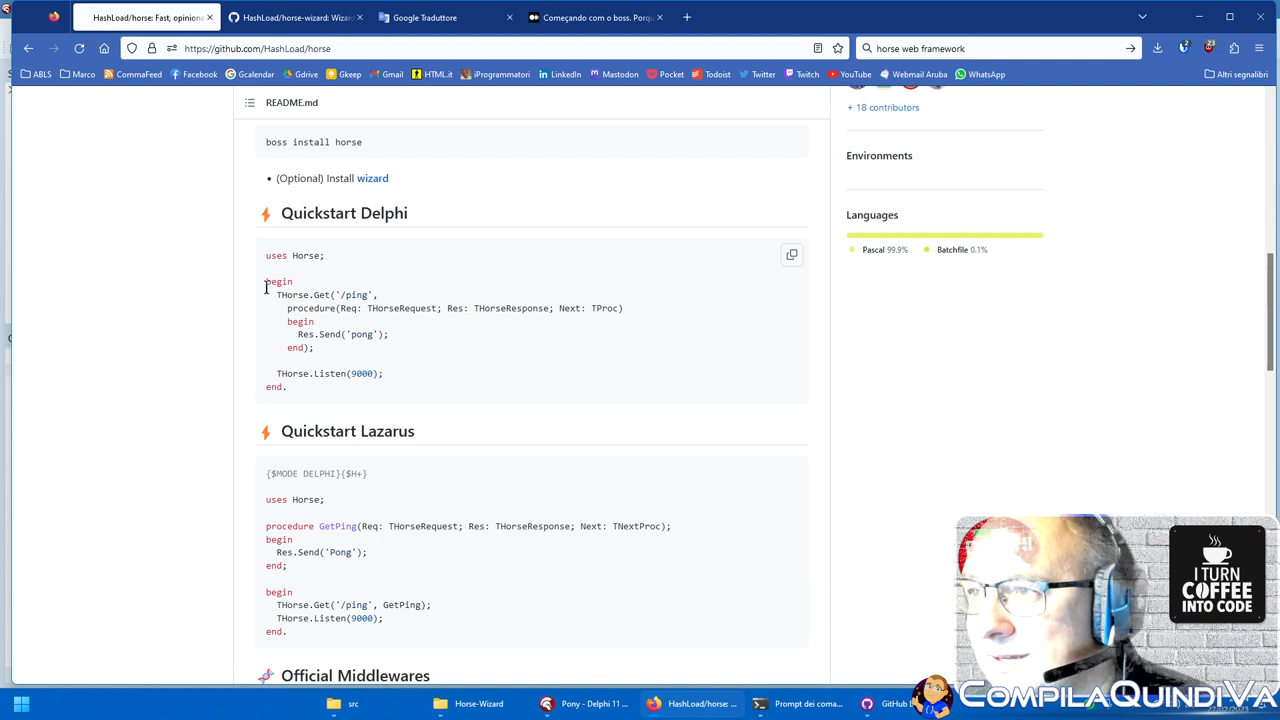 HashLoad/horse: Fast, opiniona
HashLoad/horse-wizard: Wizard
Google Traduttore
Começando com o boss. Porqu
https://github.com/HashLoad/horse
horse web framework
ABLS
Marco
CommaFeed
Facebook
Gcalendar
Gdrive
Gkeep
Gmail
HTML.it
iProgrammatori
LinkedIn
Mastodon
Pocket
Todoist
Twitter
Twitch
YouTube
Webmail Aruba
WhatsApp
Altri segnalibri
README.md
+ 18 contributors
boss install horse
Environments
• (Optional) Install wizard
Quickstart Delphi
Languages
Pascal 99.9%
Batchfile 0.1%
uses Horse;
begin
THorse.Get('/ping',
procedure(Req: THorseRequest; Res: THorseResponse; Next: TProc)
begin
Res.Send('pong');
end);
THorse.Listen(9000);
end.
Quickstart Lazarus
{$MODE DELPHI}{$H+}
uses Horse;
procedure GetPing(Req: THorseRequest; Res: THorseResponse; Next: TNextProc);
begin
Res.Send('Pong');
end;
begin
THorse.Get('/ping', GetPing);
THorse.Listen(9000);
end.
Official Middlewares
I TURN
COFFEE
INTO CODE
src
Horse-Wizard
Pony - Delphi 11 ...
HashLoad/horse: ...
Prompt dei coma...
GitHub
COMPILAQUINDIVA